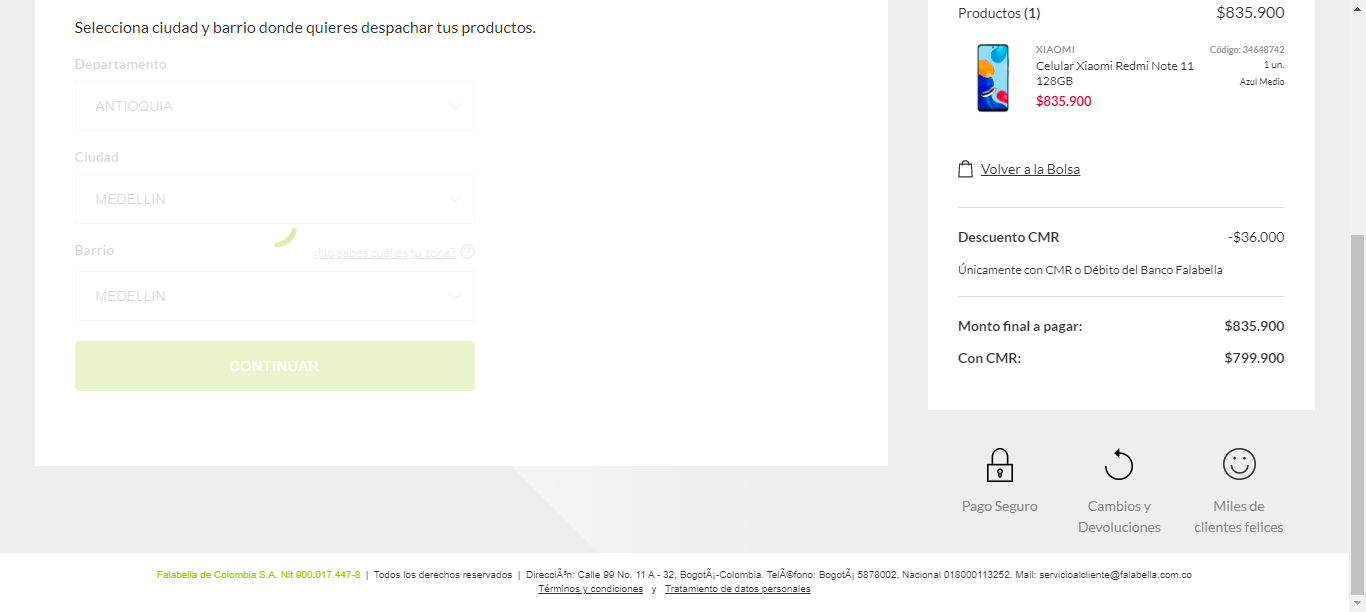 Selecciona ciudad y barrio donde quieres despachar tus productos.
Departamento
ANTIOQUIA
Ciudad
MEDELLIN
Barrio
¿No sabes cuál es tu zona?
MEDELLIN
CONTINUAR
Productos (1) $835.900
XIAOMI Código: 34648742
Celular Xiaomi Redmi Note 11 1 un.
128GB Azul Medio
$835.900
Volver a la Bolsa
Descuento CMR -$36.000
Únicamente con CMR o Débito del Banco Falabella
Monto final a pagar: $835.900
Con CMR: $799.900
Pago Seguro
Cambios y
Devoluciones
Miles de
clientes felices
Falabella de Colombia S.A. Nit 900.017.447-8 | Todos los derechos reservados | DirecciÃ³n: Calle 99 No. 11 A - 32, BogotÃ¡-Colombia. TelÃ©fono: BogotÃ¡ 5878002, Nacional 018000113252. Mail: servicioalcliente@falabella.com.co
Términos y condiciones y Tratamiento de datos personales